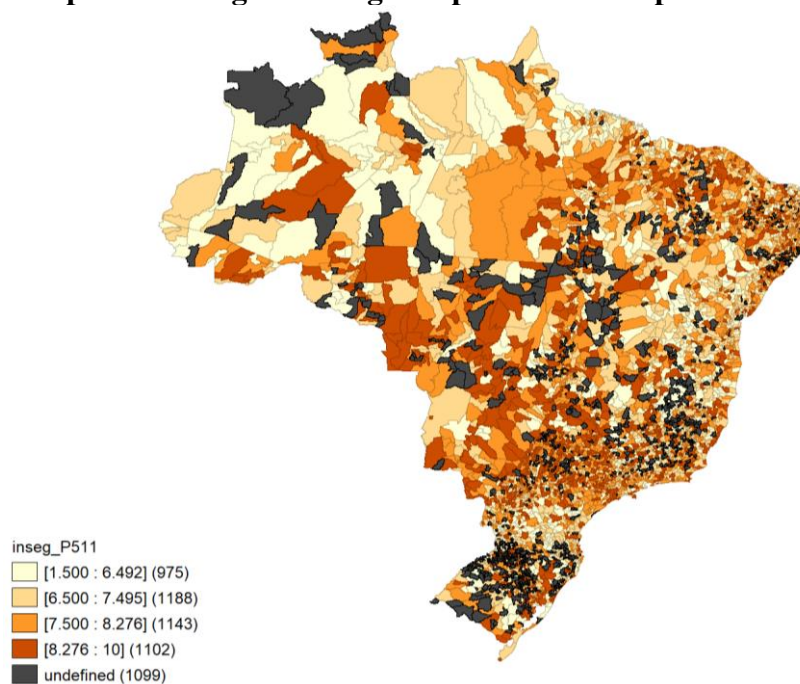 inseg_P511
[1.500 : 6.492] (975)
[6.500 : 7.495] (1188)
[7.500 : 8.276] (1143)
[8.276 : 10] (1102)
undefined (1099)